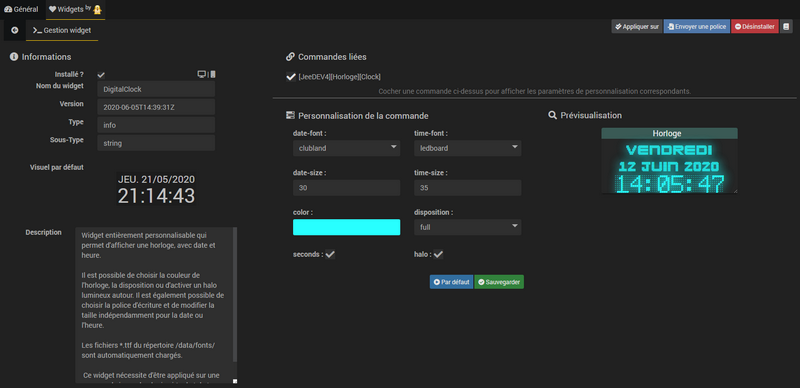 Général
Widgets by
Gestion widget
Appliquer sur
Envoyer une police
Désinstaller
Informations
Installé ?
Nom du widget
DigitalClock
Version
2020-06-05T14:39:31Z
Type
info
Sous-Type
string
Visuel par défaut
JEU. 21/05/2020
21:14:43
Description
Widget entièrement personnalisable qui
permet d'afficher une horloge, avec date et
heure.
Il est possible de choisir la couleur de
l'horloge, la disposition ou d'activer un halo
lumineux autour. Il est également possible de
choisir la police d'écriture et de modifier la
taille indépendamment pour la date ou
l'heure.
Les fichiers *.ttf du répertoire /data/fonts/
sont automatiquement chargés.
Ce widget nécessite d'être appliqué sur une
Commandes liées
[JeeDEV4][Horloge][Clock]
Cocher une commande ci-dessus pour afficher les paramètres de personnalisation correspondants.
Personnalisation de la commande
date-font :
time-font :
clubland
ledboard
date-size :
time-size :
30
35
color :
disposition :
full
seconds :
halo :
Par défaut
Sauvegarder
Prévisualisation
Horloge
VENDREDI
12 JUIN 2020
14:05:47